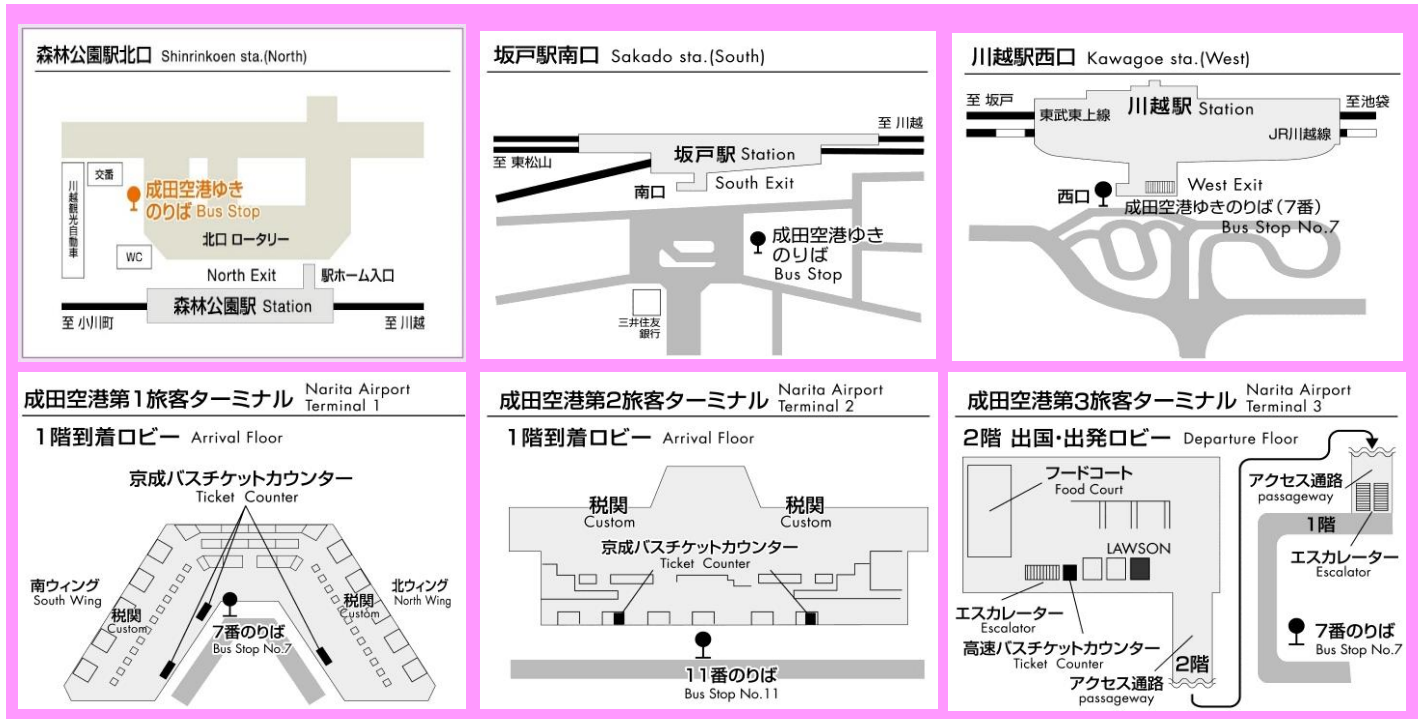 森林公園駅北口 Shinrinkoen sta.(North)
交番
川越観光自動車
成田空港ゆき
のりば Bus Stop
北口 ロータリー
WC
North Exit
駅ホーム入口
森林公園駅 Station
至 小川町
至 川越
坂戸駅南口 Sakado sta.(South)
至 川越
至 東松山
坂戸駅 Station
南口
South Exit
成田空港ゆき
のりば
Bus Stop
三井住友
銀行
川越駅西口 Kawagoe sta.(West)
至 坂戸
東武東上線
川越駅 Station
至池袋
JR川越線
西口
West Exit
成田空港ゆきのりば(7番)
Bus Stop No.7
成田空港第1旅客ターミナル Narita Airport
Terminal 1
1階到着ロビー Arrival Floor
京成バスチケットカウンター
Ticket Counter
南ウィング
South Wing
税関
Custom
北ウィング
North Wing
税関
Custom
7番のりば
Bus Stop No.7
成田空港第2旅客ターミナル Narita Airport
Terminal 2
1階到着ロビー Arrival Floor
税関
Custom
税関
Custom
京成バスチケットカウンター
Ticket Counter
11番のりば
Bus Stop No.11
成田空港第3旅客ターミナル Narita Airport
Terminal 3
2階 出国・出発ロビー Departure Floor
フードコート
Food Court
LAWSON
エスカレーター
Escalator
高速バスチケットカウンター
Ticket Counter
2階
アクセス通路
passageway
アクセス通路
passageway
1階
エスカレーター
Escalator
7番のりば
Bus Stop No.7